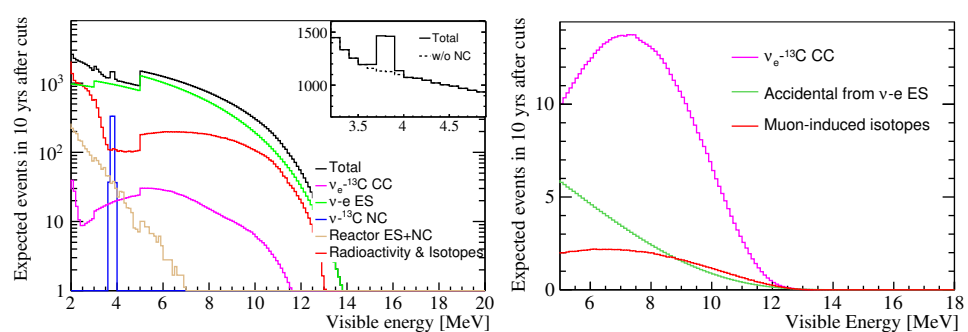 Expected events in 10 yrs after cuts
10³
10²
10
1
2 4 6 8 10 12 14 16 18 20
Visible energy [MeV]
1500
1000
3.5 4 4.5
Total
w/o NC
Total
νe-¹³C CC
ν-e ES
ν-¹³C NC
Reactor ES+NC
Radioactivity & Isotopes
Expected events in 10 yrs after cuts
10
5
0
6 8 10 12 14 16 18
Visible energy [MeV]
νe-¹³C CC
Accidental from ν-e ES
Muon-induced isotopes